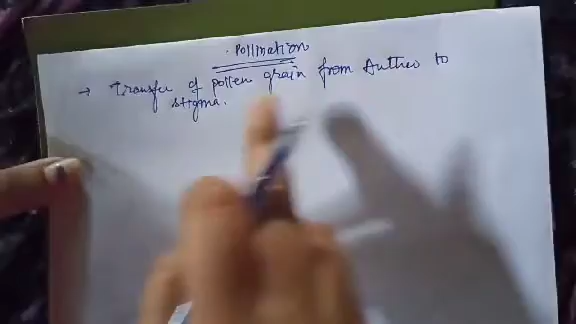 . Pollination
→ Transfer of pollen grain from Anther to
stigma.